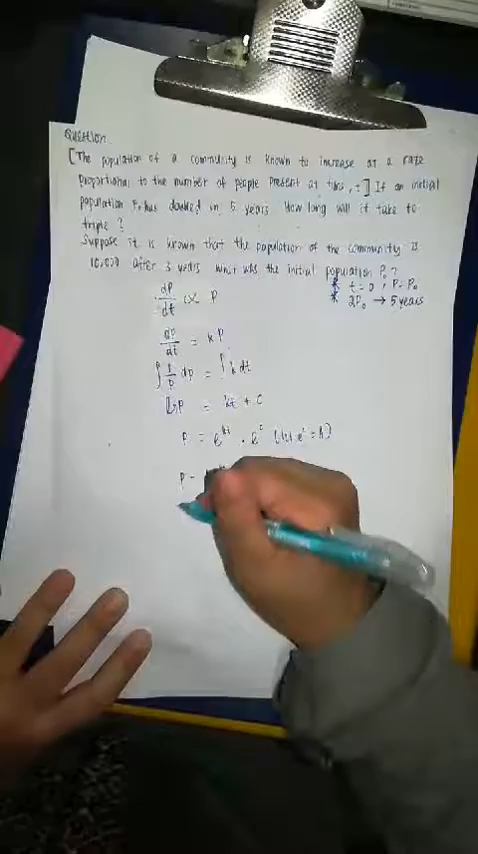 Question
[The population of a community is known to increase at a rate
proportional to the number of people present at time, t] If an initial
population P₀ has doubled in 5 years How long will it take to
triple ?
Suppose it is known that the population of the community is
10,000 after 3 years what was the initial population P₀ ?
* t = 0 , P = P₀
* 2P₀ → 5 years
dP/dt ∝ P
dP/dt = kP
∫ 1/P dp = ∫ k dt
ln P = kt + c
P = e^kt . e^c (let e^c = A)
P =